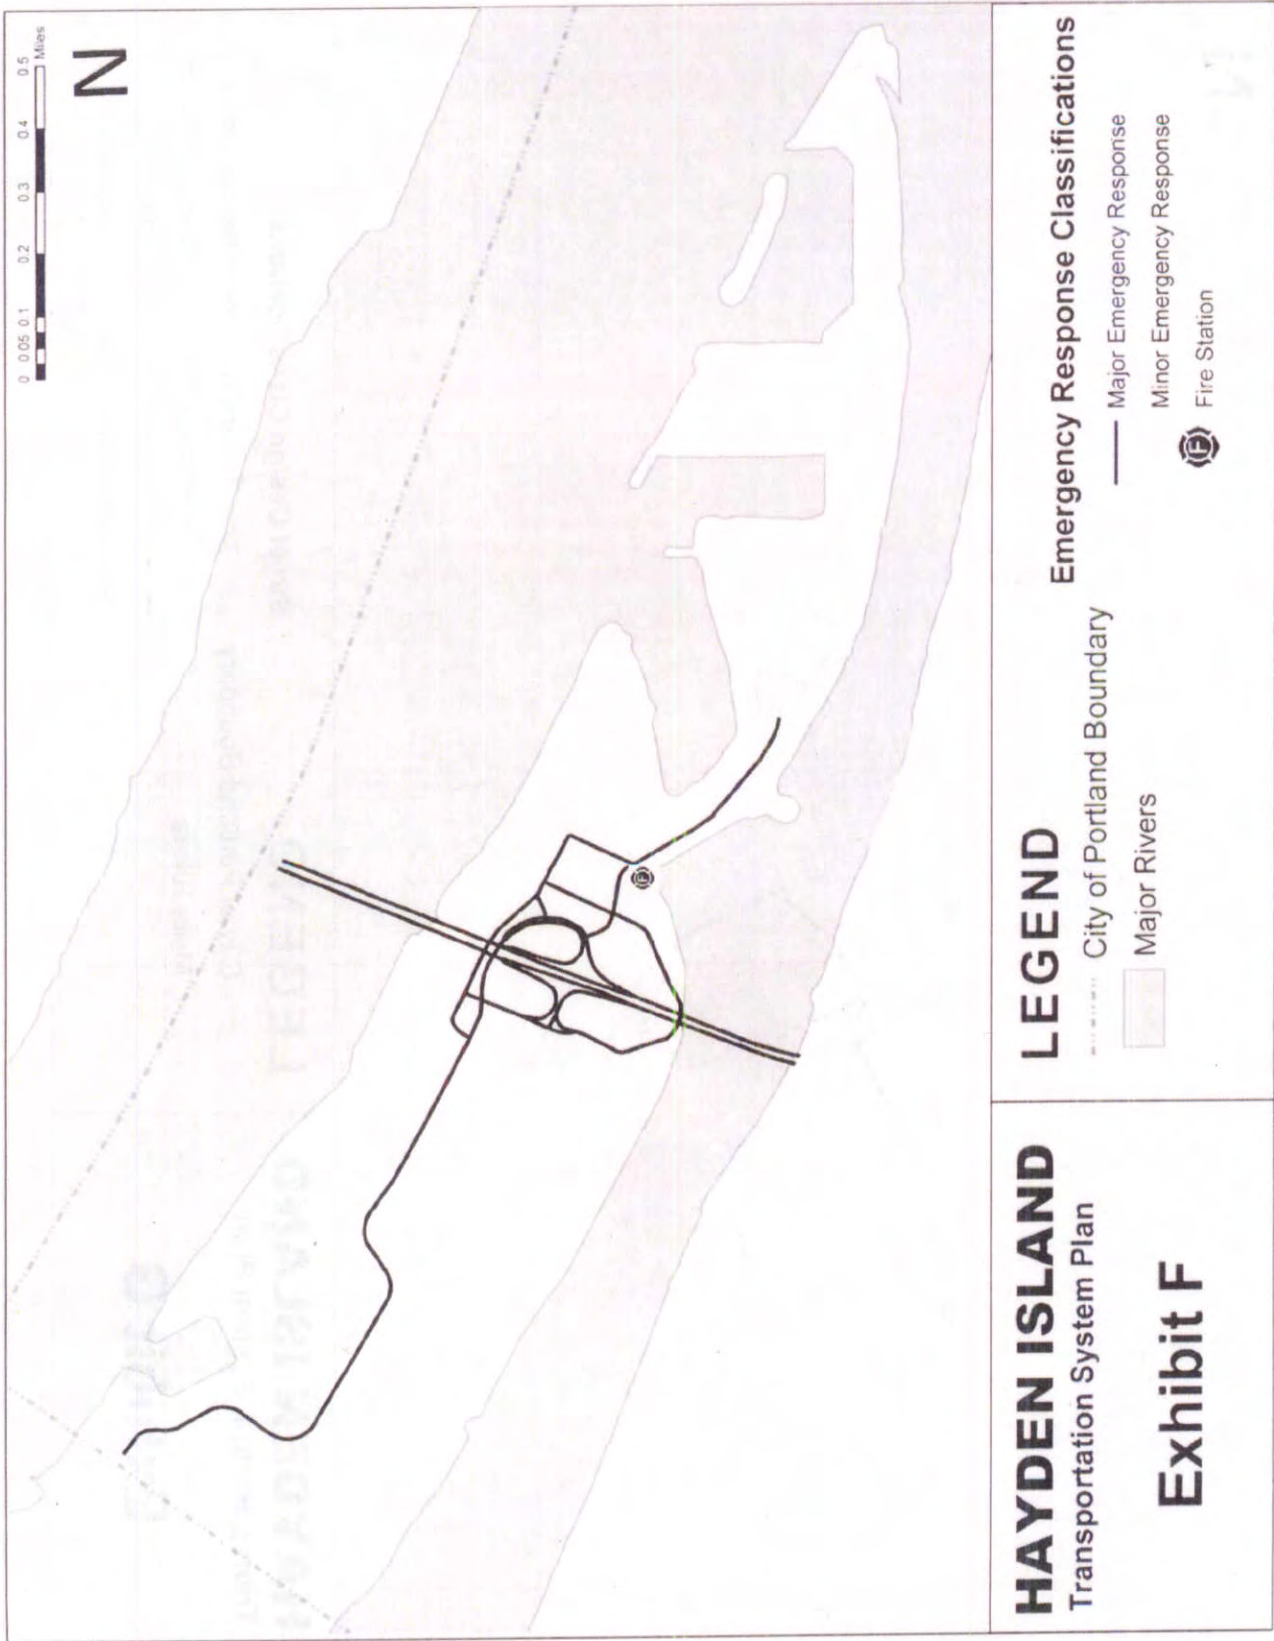 0 0.05 0.1 0.2 0.3 0.4 0.5
Miles
N
HAYDEN ISLAND
Transportation System Plan
Exhibit F
LEGEND
City of Portland Boundary
Major Rivers
Emergency Response Classifications
Major Emergency Response
Minor Emergency Response
F
Fire Station